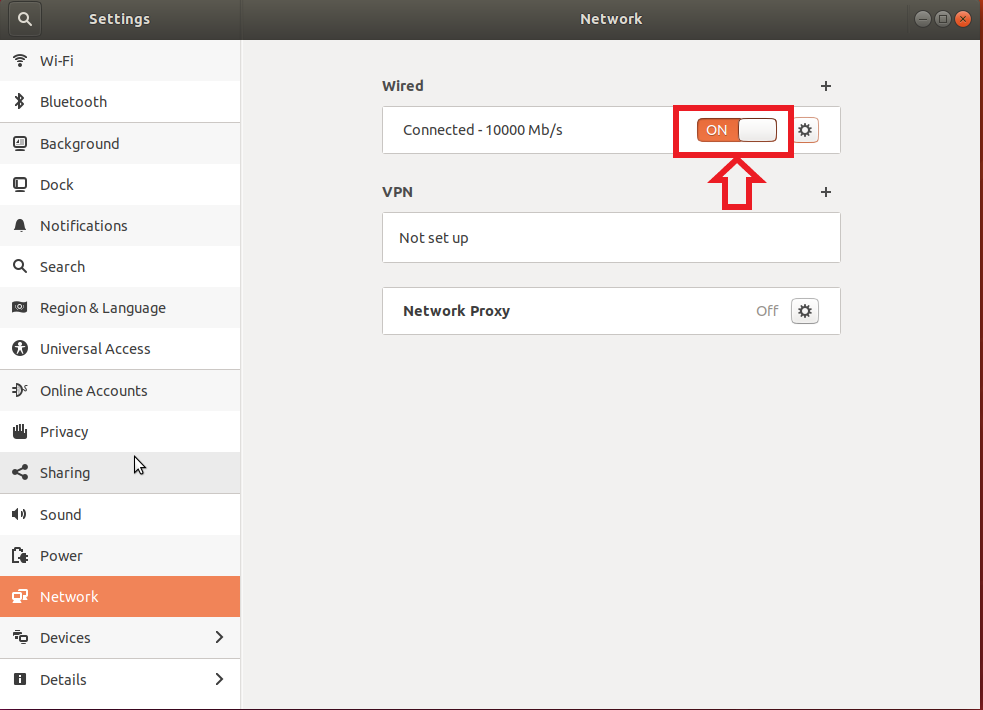 Settings
Network
Wi-Fi
Bluetooth
Background
Dock
Notifications
Search
Region & Language
Universal Access
Online Accounts
Privacy
Sharing
Sound
Power
Network
Devices
Details
Wired
Connected - 10000 Mb/s
ON
VPN
Not set up
Network Proxy
Off